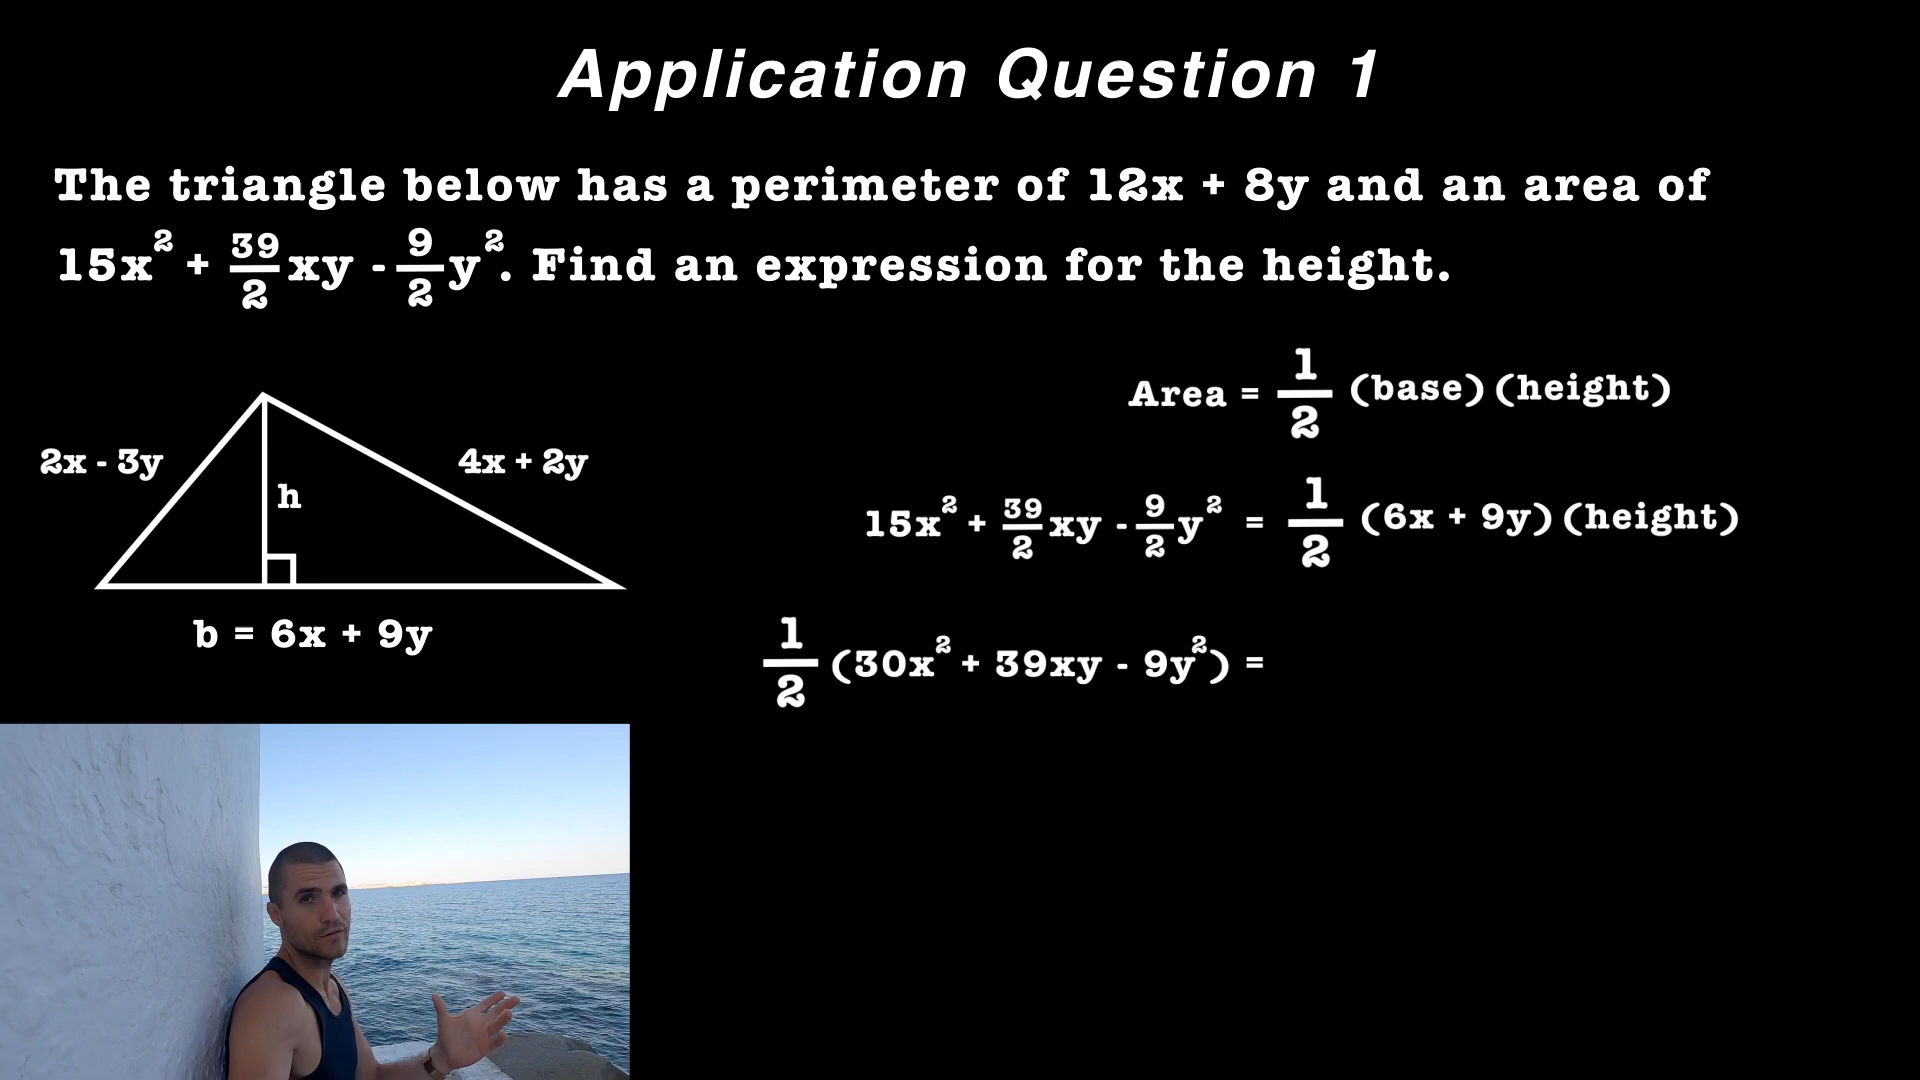 Application Question 1
The triangle below has a perimeter of 12x + 8y and an area of
15x² + 39/2 xy - 9/2 y². Find an expression for the height.
Area = 1/2 (base)(height)
2x - 3y
4x + 2y
h
15x² + 39/2 xy - 9/2 y² = 1/2 (6x + 9y)(height)
b = 6x + 9y
1/2 (30x² + 39xy - 9y²) =